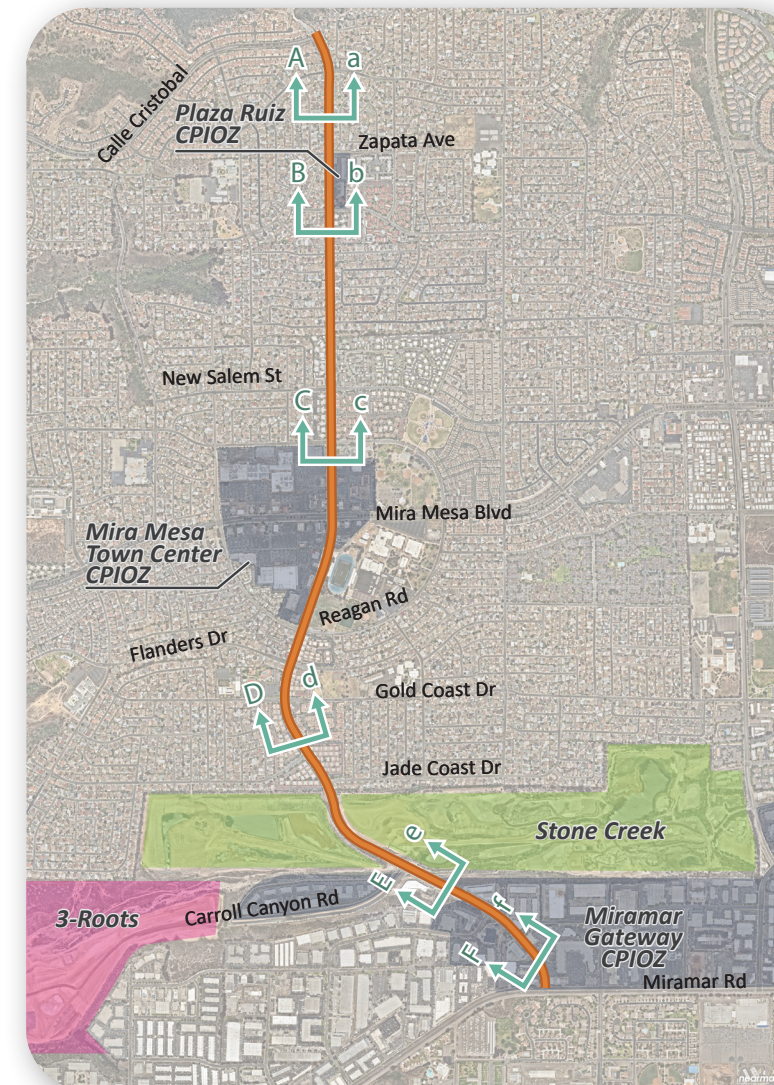 A a
Calle Cristobal
Plaza Ruiz
CPIOZ
Zapata Ave
B b
New Salem St
C c
Mira Mesa Blvd
Mira Mesa
Town Center
CPIOZ
Reagan Rd
Flanders Dr
D d
Gold Coast Dr
Jade Coast Dr
Stone Creek
e
E
3-Roots
Carroll Canyon Rd
f
F
Miramar
Gateway
CPIOZ
Miramar Rd